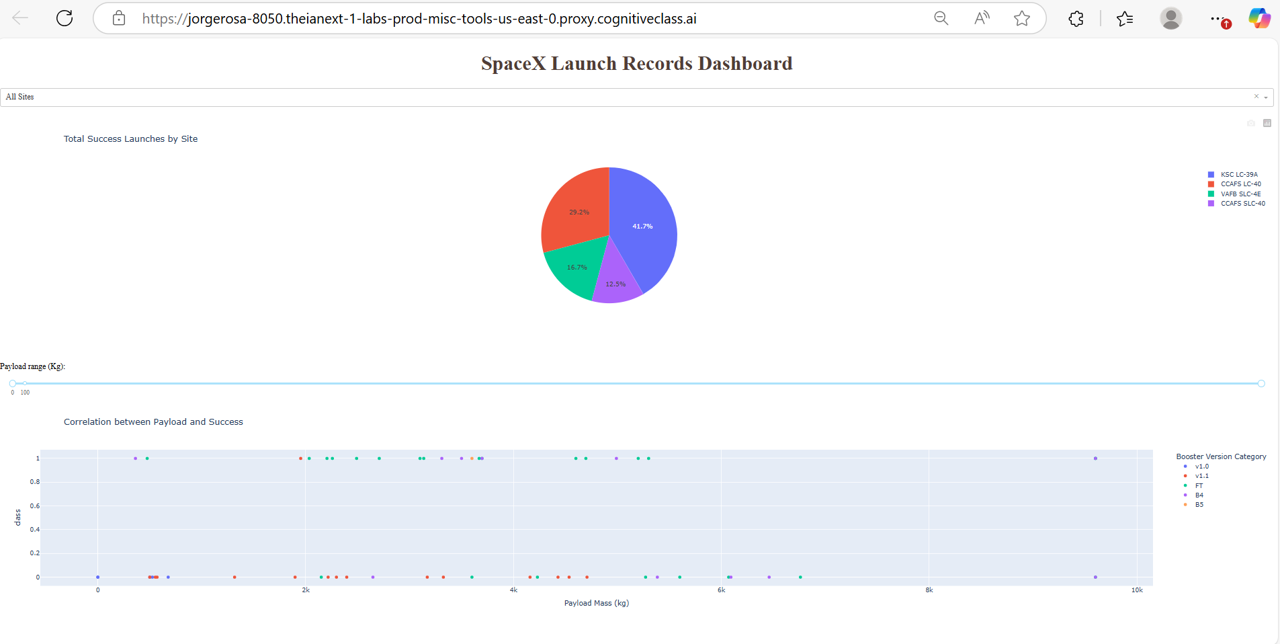 https://jorgerosa-8050.theianext-1-labs-prod-misc-tools-us-east-0.proxy.cognitiveclass.ai
SpaceX Launch Records Dashboard
All Sites
Total Success Launches by Site
KSC LC-39A
CCAFS LC-40
VAFB SLC-4E
CCAFS SLC-40
29.2%
41.7%
16.7%
12.5%
Payload range (Kg):
0 100
Correlation between Payload and Success
Booster Version Category
v1.0
v1.1
FT
B4
B5
class
1
0.8
0.6
0.4
0.2
0
0 2k 4k 6k 8k 10k
Payload Mass (kg)